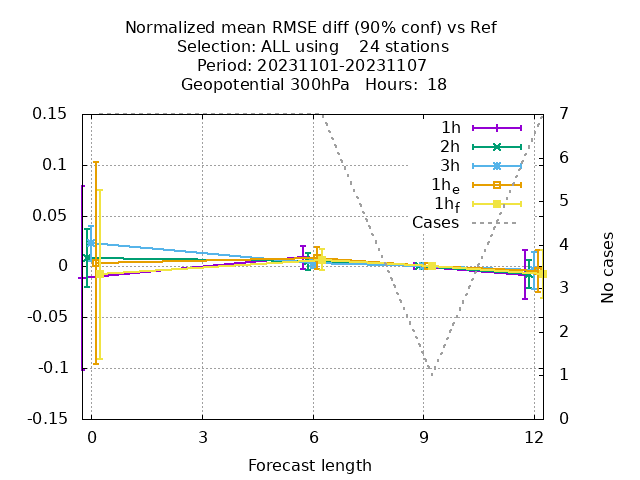 Normalized mean RMSE diff (90% conf) vs Ref
Selection: ALL using    24 stations
Period: 20231101-20231107
Geopotential 300hPa   Hours:  18
0.15
0.1
0.05
0
-0.05
-0.1
-0.15
7
6
5
4
3
2
1
0
No cases
1h
2h
3h
1he
1hf
Cases
0 3 6 9 12
Forecast length